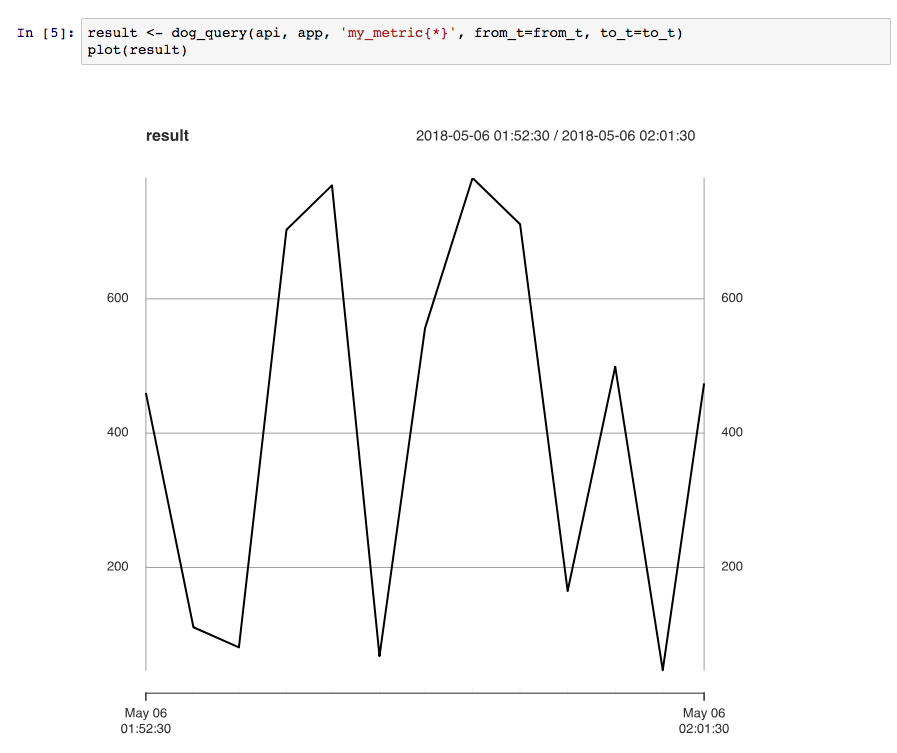 In [5]: result <- dog_query(api, app, 'my_metric{*}', from_t=from_t, to_t=to_t)
plot(result)
result 2018-05-06 01:52:30 / 2018-05-06 02:01:30
600 600
400 400
200 200
May 06 May 06
01:52:30 02:01:30